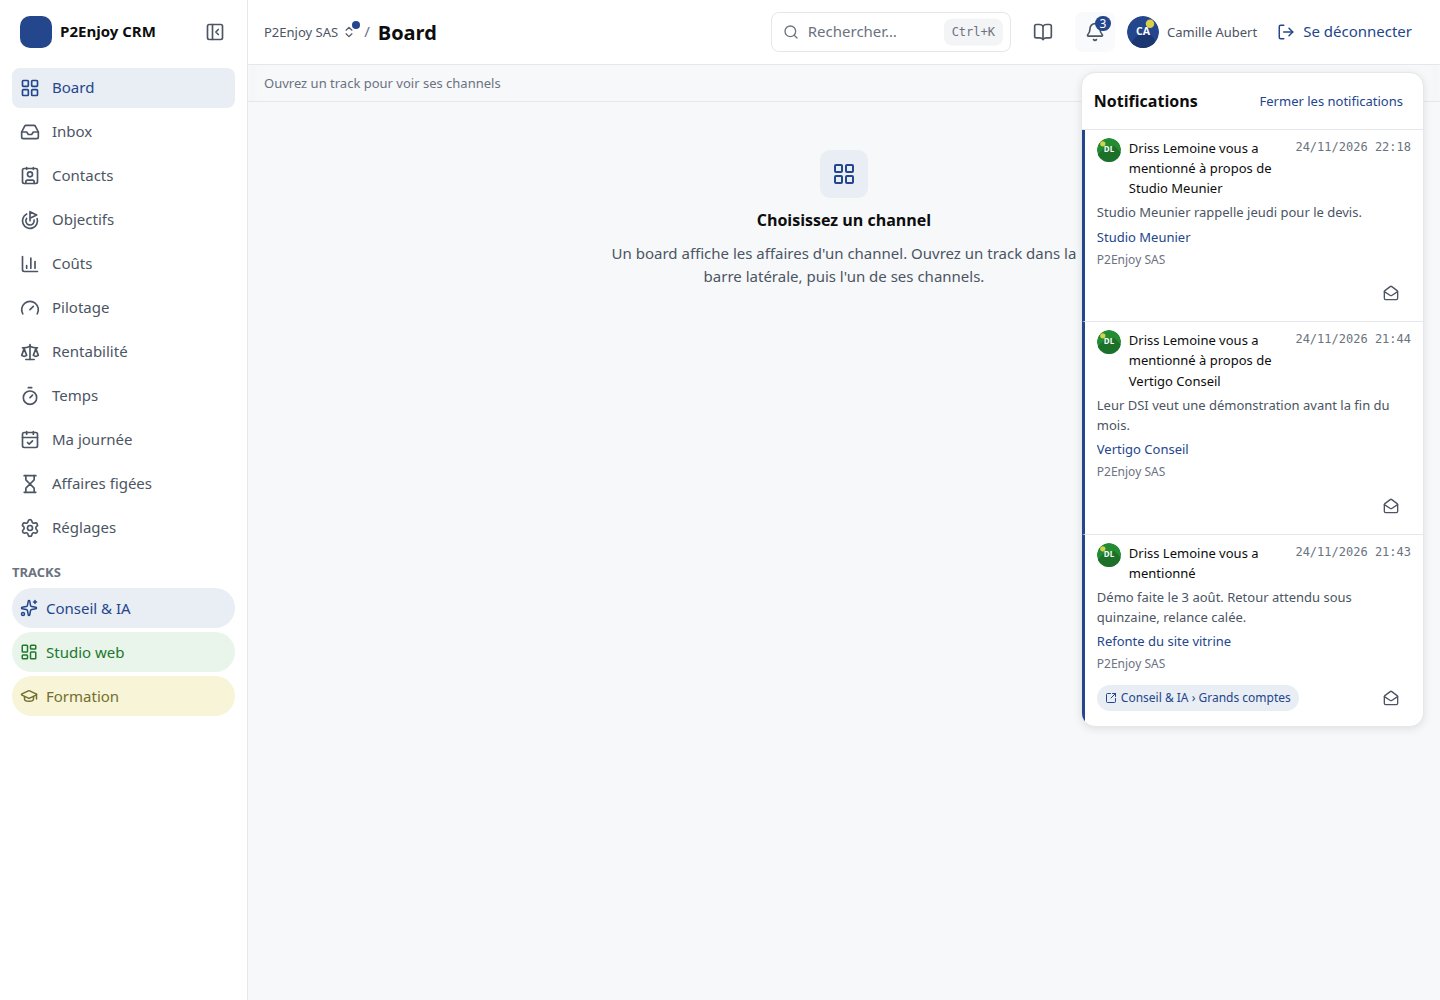 P2Enjoy CRM
Board
Inbox
Contacts
Objectifs
Coûts
Pilotage
Rentabilité
Temps
Ma journée
Affaires figées
Réglages
TRACKS
Conseil & IA
Studio web
Formation
P2Enjoy SAS / Board
Rechercher... Ctrl+K
3
CA Camille Aubert
Se déconnecter
Ouvrez un track pour voir ses channels
Choisissez un channel
Un board affiche les affaires d'un channel. Ouvrez un track dans la
barre latérale, puis l'un de ses channels.
Notifications Fermer les notifications
DL Driss Lemoine vous a 24/11/2026 22:18
mentionné à propos de
Studio Meunier
Studio Meunier rappelle jeudi pour le devis.
Studio Meunier
P2Enjoy SAS
DL Driss Lemoine vous a 24/11/2026 21:44
mentionné à propos de
Vertigo Conseil
Leur DSI veut une démonstration avant la fin du
mois.
Vertigo Conseil
P2Enjoy SAS
DL Driss Lemoine vous a 24/11/2026 21:43
mentionné
Démo faite le 3 août. Retour attendu sous
quinzaine, relance calée.
Refonte du site vitrine
P2Enjoy SAS
Conseil & IA › Grands comptes